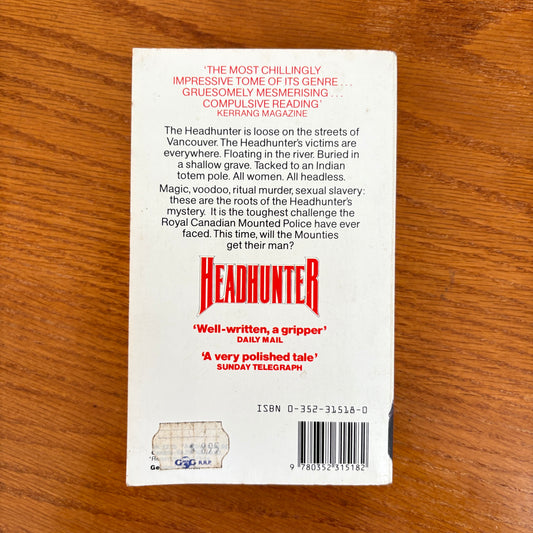 'THE MOST CHILLINGLY
IMPRESSIVE TOME OF ITS GENRE...
GRUESOMELY MESMERISING...
COMPULSIVE READING'
KERRANG MAGAZINE
The Headhunter is loose on the streets of
Vancouver. The Headhunter's victims are
everywhere. Floating in the river. Buried in
a shallow grave. Tacked to an Indian
totem pole. All women. All headless.
Magic, voodoo, ritual murder, sexual slavery:
these are the roots of the Headhunter's
mystery. It is the toughest challenge the
Royal Canadian Mounted Police have ever
faced. This time, will the Mounties
get their man?
HEADHUNTER
'Well-written, a gripper'
DAILY MAIL
'A very polished tale'
SUNDAY TELEGRAPH
ISBN 0-352-31518-0
G&G R.R.P.
Ge
9 780352 315182